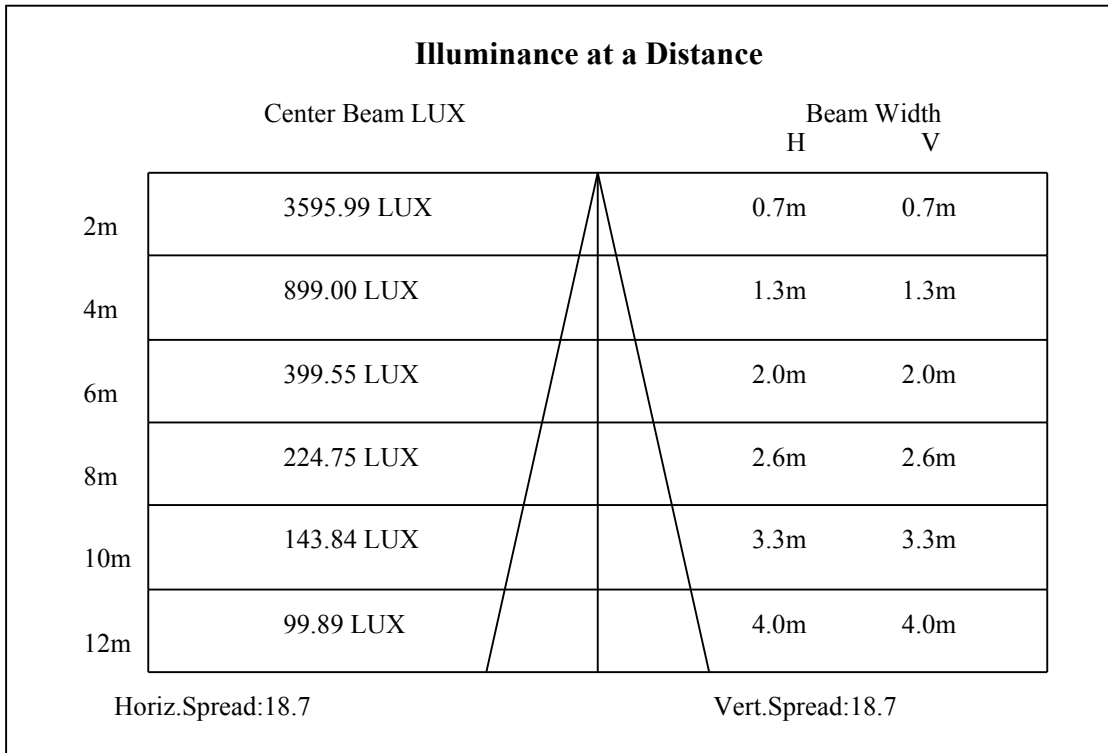 Illuminance at a Distance
Center Beam LUX Beam Width
H V
3595.99 LUX 0.7m 0.7m
2m
899.00 LUX 1.3m 1.3m
4m
399.55 LUX 2.0m 2.0m
6m
224.75 LUX 2.6m 2.6m
8m
143.84 LUX 3.3m 3.3m
10m
99.89 LUX 4.0m 4.0m
12m
Horiz.Spread:18.7 Vert.Spread:18.7